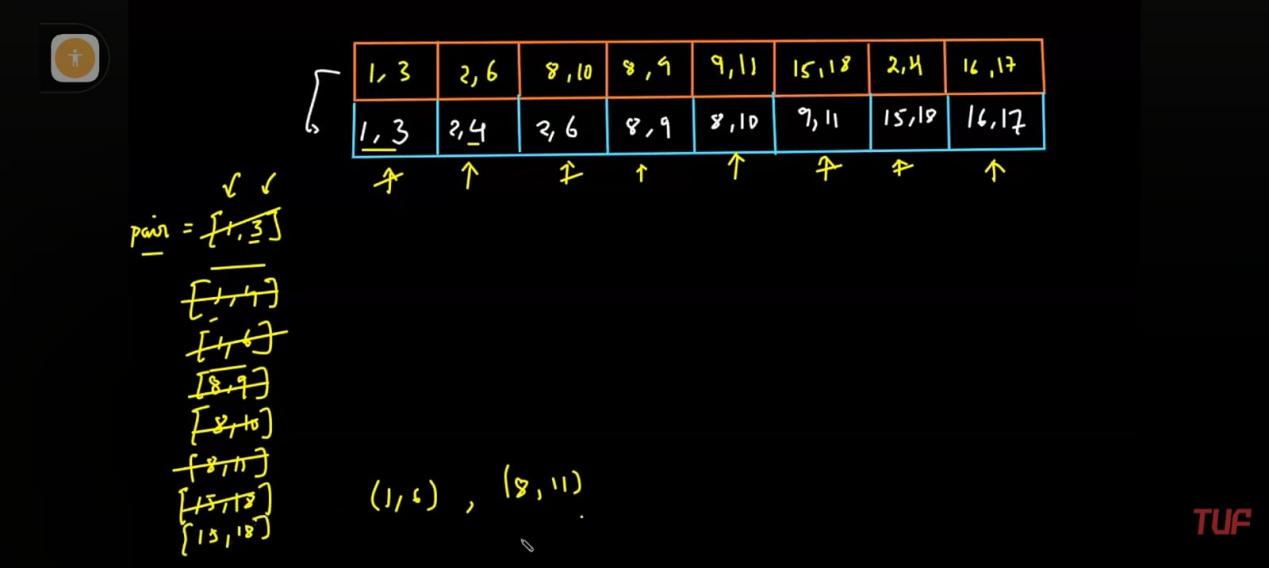 1,3 2,6 8,10 8,9 9,11 15,18 2,4 16,17
1,3 2,4 2,6 8,9 8,10 9,11 15,18 16,17
pair = [1,3]
[1,4]
[1,6]
[8,9]
[8,10]
[8,11]
[15,18]
(1,6) , (8,11)
[15,18]
TUF